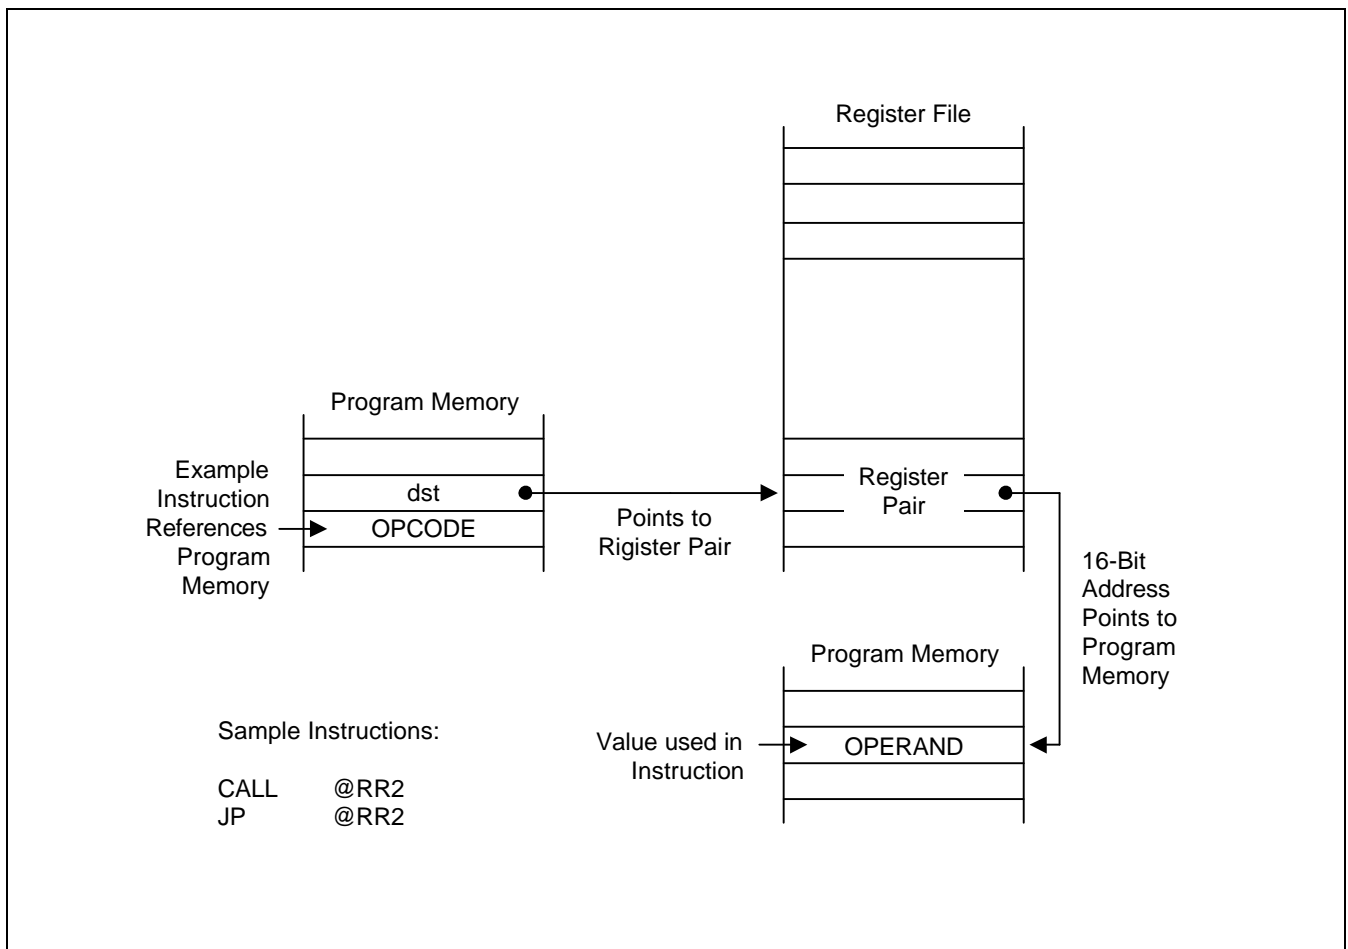 Register File
Program Memory
Example
Instruction
References
Program
Memory
dst
OPCODE
Points to
Rigister Pair
Register
Pair
16-Bit
Address
Points to
Program
Memory
Program Memory
Value used in
Instruction
OPERAND
Sample Instructions:
CALL @RR2
JP @RR2